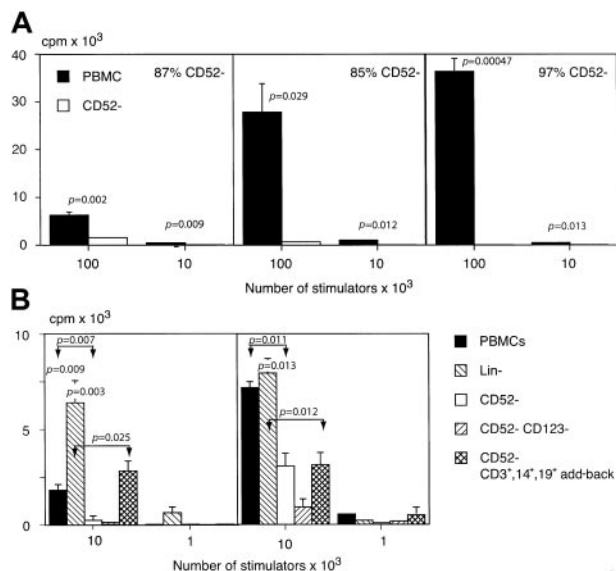 A
cpm x 10³
40
30
20
10
0
PBMC
CD52-
87% CD52-
85% CD52-
97% CD52-
p=0.002
p=0.009
p=0.029
p=0.012
p=0.00047
p=0.013
100 10 100 10 100 10
Number of stimulators x 10³
B
cpm x 10³
10
5
0
p=0.007
p=0.009
p=0.003
p=0.025
p=0.011
p=0.013
p=0.012
10 1 10 1
Number of stimulators x 10³
PBMCs
Lin-
CD52-
CD52- CD123-
CD52-
CD3⁺,14⁺,19⁺ add-back